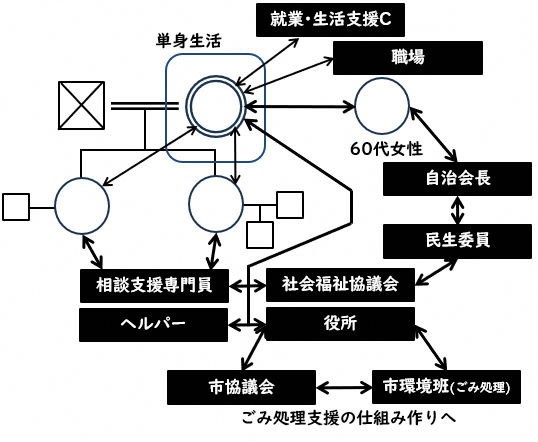 就業・生活支援C
単身生活
職場
60代女性
自治会長
民生委員
相談支援専門員
社会福祉協議会
ヘルパー
役所
市協議会
市環境班(ごみ処理)
ごみ処理支援の仕組み作りへ